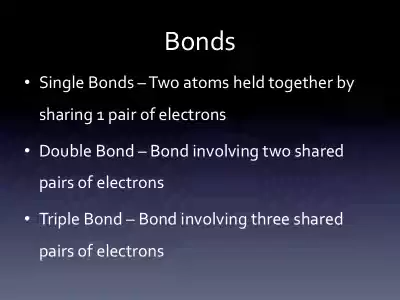 Bonds
• Single Bonds – Two atoms held together by
sharing 1 pair of electrons
• Double Bond – Bond involving two shared
pairs of electrons
• Triple Bond – Bond involving three shared
pairs of electrons